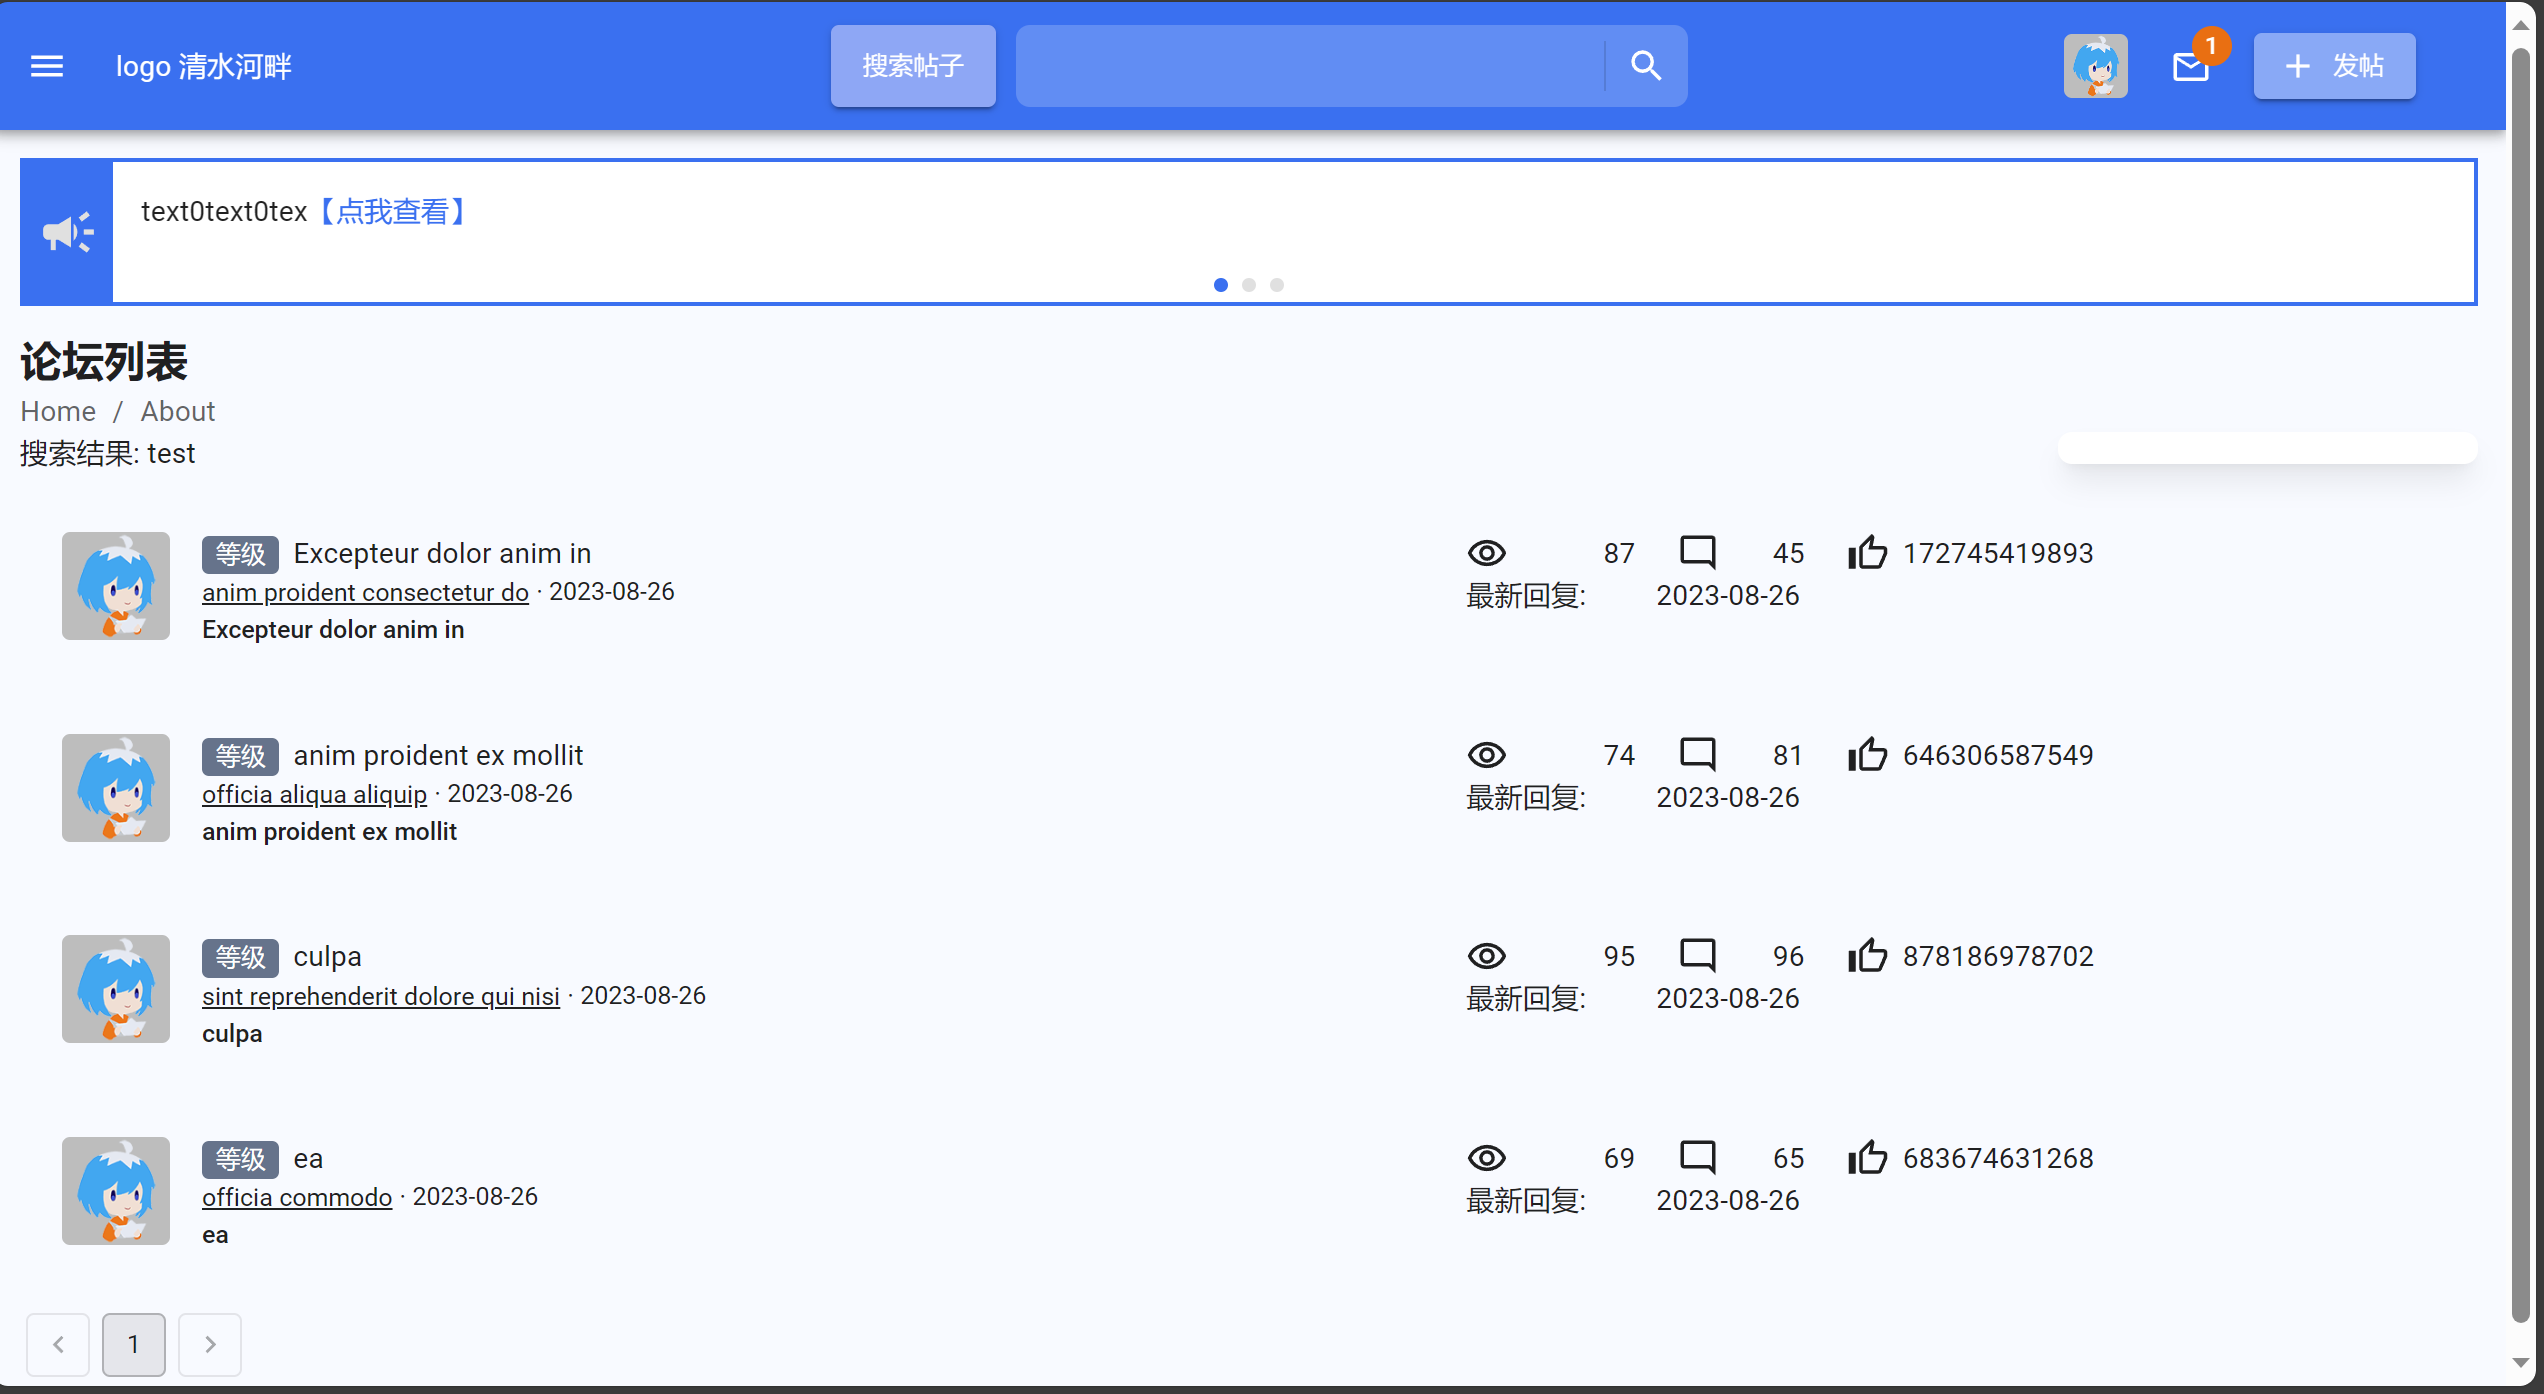 logo 清水河畔
搜索帖子
1
发帖
text0text0tex【点我查看】
论坛列表
Home / About
搜索结果: test
等级 Excepteur dolor anim in
87 45 172745419893
anim proident consectetur do · 2023-08-26
最新回复: 2023-08-26
Excepteur dolor anim in
等级 anim proident ex mollit
74 81 646306587549
officia aliqua aliquip · 2023-08-26
最新回复: 2023-08-26
anim proident ex mollit
等级 culpa
95 96 878186978702
sint reprehenderit dolore qui nisi · 2023-08-26
最新回复: 2023-08-26
culpa
等级 ea
69 65 683674631268
officia commodo · 2023-08-26
最新回复: 2023-08-26
ea
1